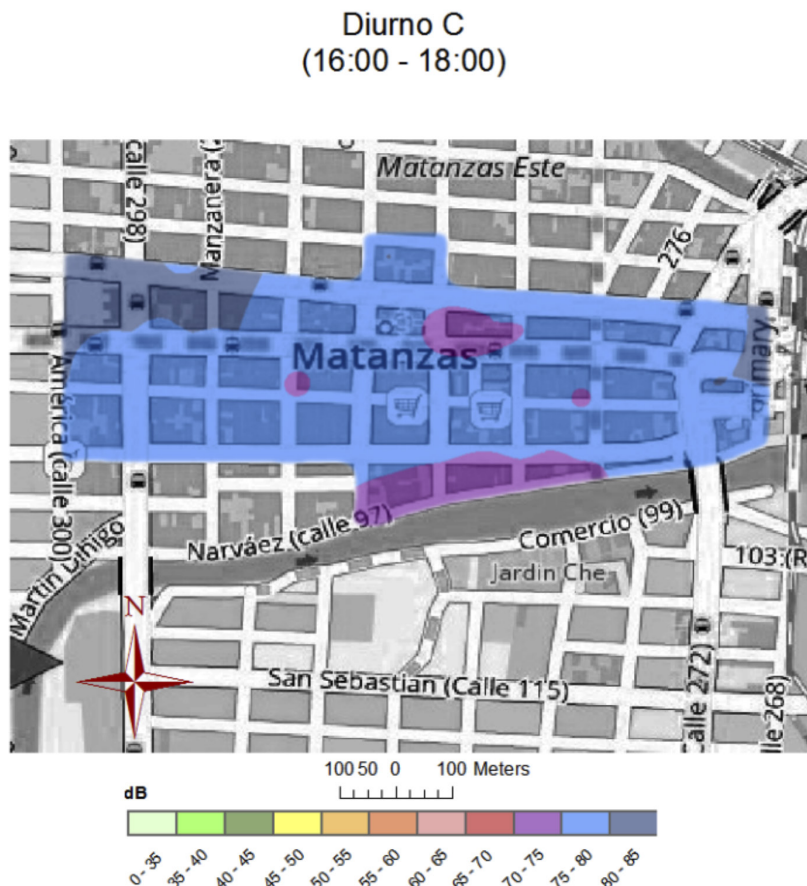 Diurno C
(16:00 - 18:00)
calle 298)
Manzanera (
Matanzas Este
276
Matanzas
primary
América (calle 300)
Narváez (calle 97)
Comercio (99)
Martín Dihigo
103 (R
Jardin Che
N
San Sebastian (Calle 115)
Calle 272)
lle 268)
100 50 0 100 Meters
dB
0 - 35
35 - 40
40 - 45
45 - 50
50 - 55
55 - 60
60 - 65
65 - 70
70 - 75
75 - 80
80 - 85